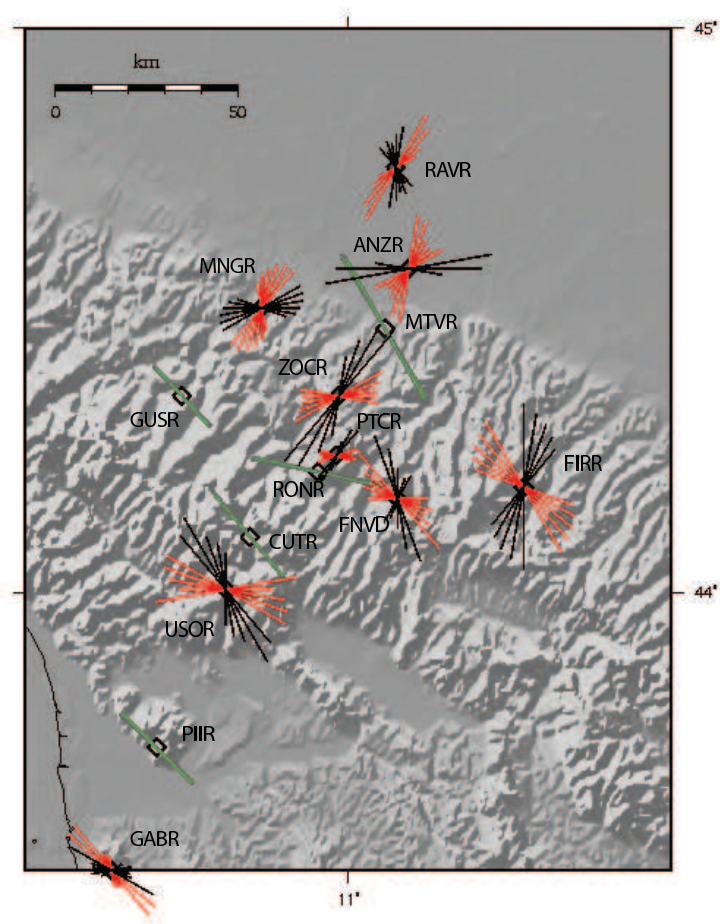 45°
km
0 50
RAVR
ANZR
MNGR
MTVR
ZOCR
GUSR
PTCR
FIRR
RONR
FNVD
CUTR
44°
USOR
PIIR
GABR
11°